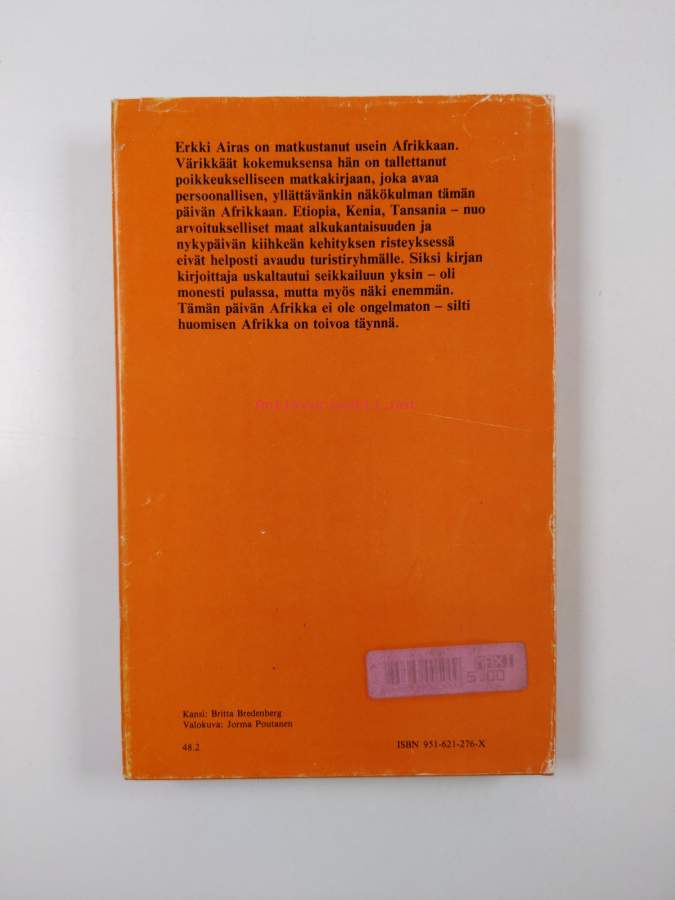 Erkki Airas on matkustanut usein Afrikkaan.
Värikkäät kokemuksensa hän on tallettanut
poikkeukselliseen matkakirjaan, joka avaa
persoonallisen, yllättävänkin näkökulman tämän
päivän Afrikkaan. Etiopia, Kenia, Tansania – nuo
arvoitukselliset maat alkukantaisuuden ja
nykypäivän kiihkeän kehityksen risteyksessä
eivät helposti avaudu turistiryhmälle. Siksi kirjan
kirjoittaja uskaltautui seikkailuun yksin – oli
monesti pulassa, mutta myös näki enemmän.
Tämän päivän Afrikka ei ole ongelmaton – silti
huomisen Afrikka on toivoa täynnä.
Kansi: Britta Bredenberg
Valokuva: Jorma Poutanen
48.2
ISBN 951-621-276-X